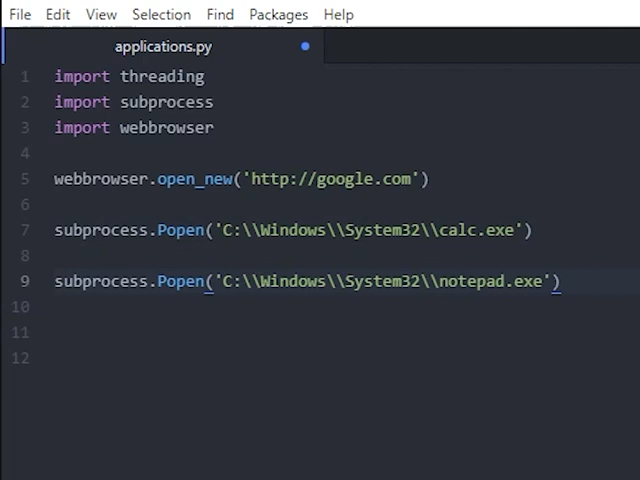 File Edit View Selection Find Packages Help
applications.py
1 import threading
2 import subprocess
3 import webbrowser
4
5 webbrowser.open_new('http://google.com')
6
7 subprocess.Popen('C:\\Windows\\System32\\calc.exe')
8
9 subprocess.Popen('C:\\Windows\\System32\\notepad.exe')
10
11
12